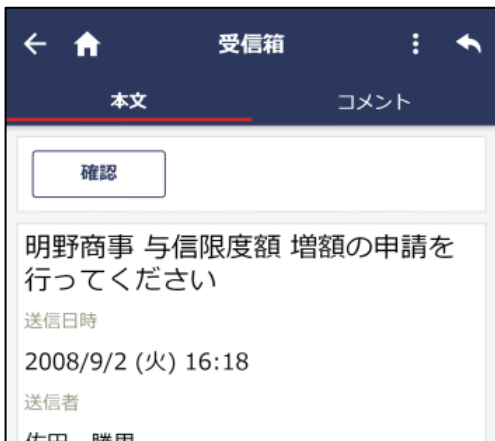 受信箱
本文 コメント
確認
明野商事 与信限度額 増額の申請を
行ってください
送信日時
2008/9/2 (火) 16:18
送信者